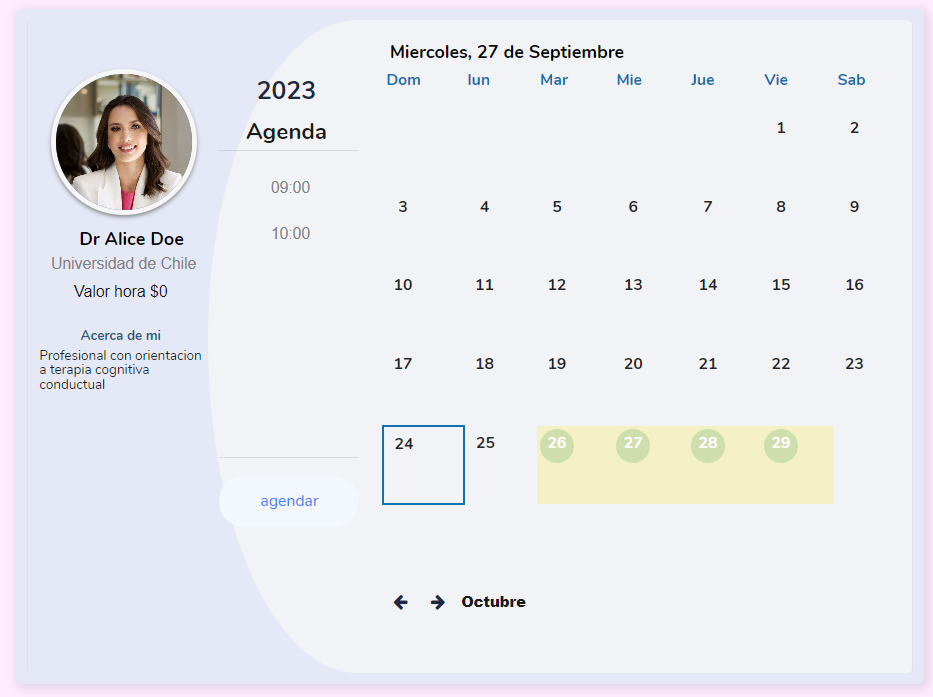 Dr Alice Doe
Universidad de Chile
Valor hora $0
Acerca de mi
Profesional con orientacion
a terapia cognitiva
conductual
2023
Agenda
09:00
10:00
agendar
Miercoles, 27 de Septiembre
Dom lun Mar Mie Jue Vie Sab
1 2
3 4 5 6 7 8 9
10 11 12 13 14 15 16
17 18 19 20 21 22 23
24 25 26 27 28 29
Octubre